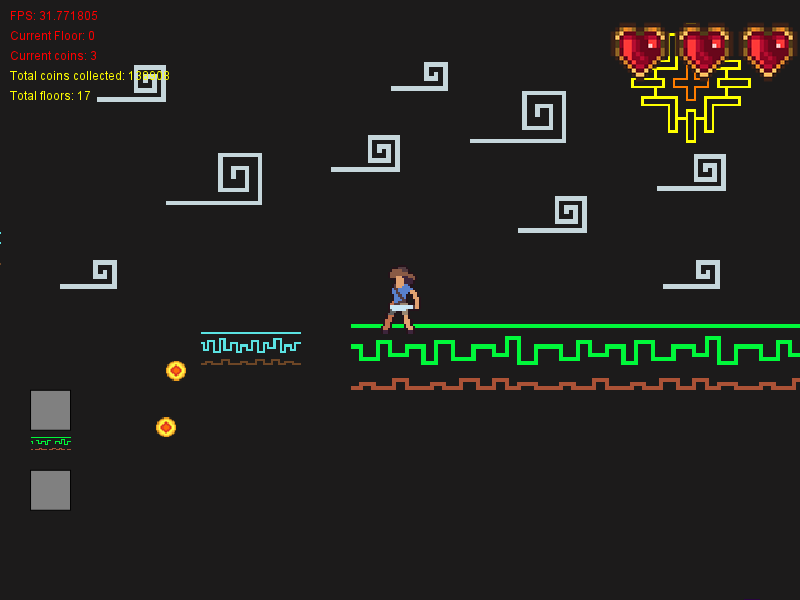 FPS: 31.771805
Current Floor: 0
Current coins: 3
Total coins collected:
Total floors: 17